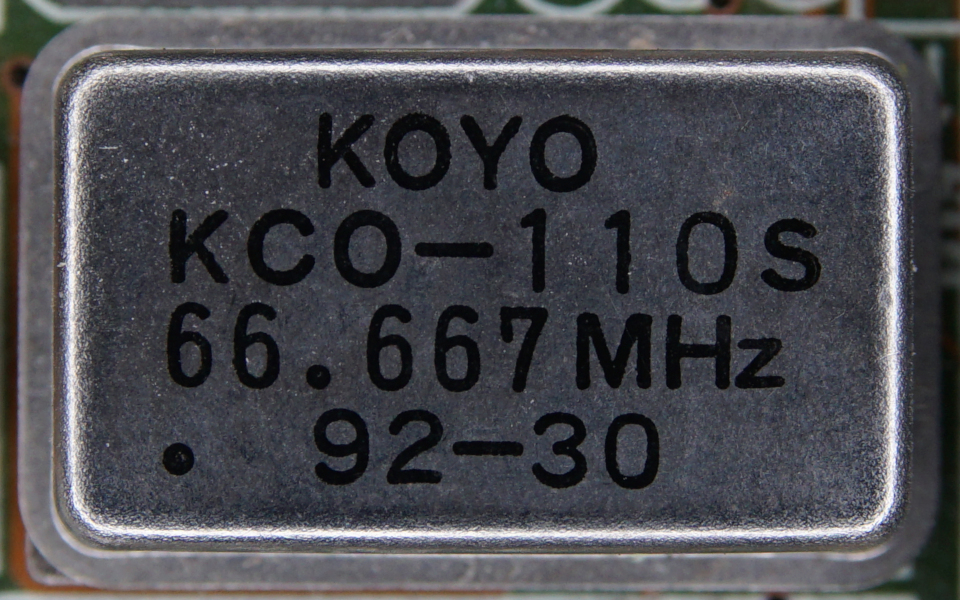 KOYO
KCO-110S
66.667MHz
. 92-30